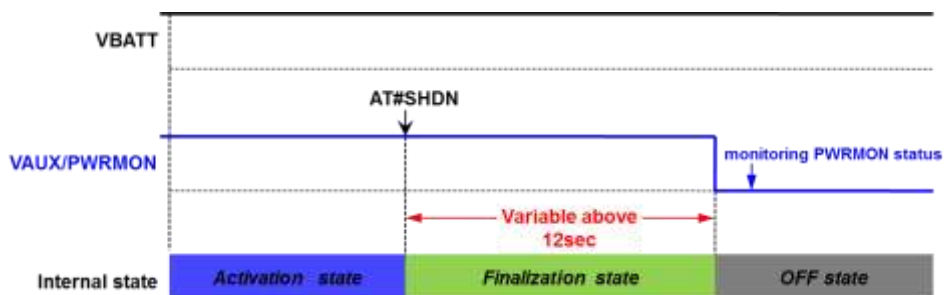 VBATT
AT#SHDN
VAUX/PWRMON
monitoring PWRMON status
Variable above
12sec
Internal state
Activation state
Finalization state
OFF state